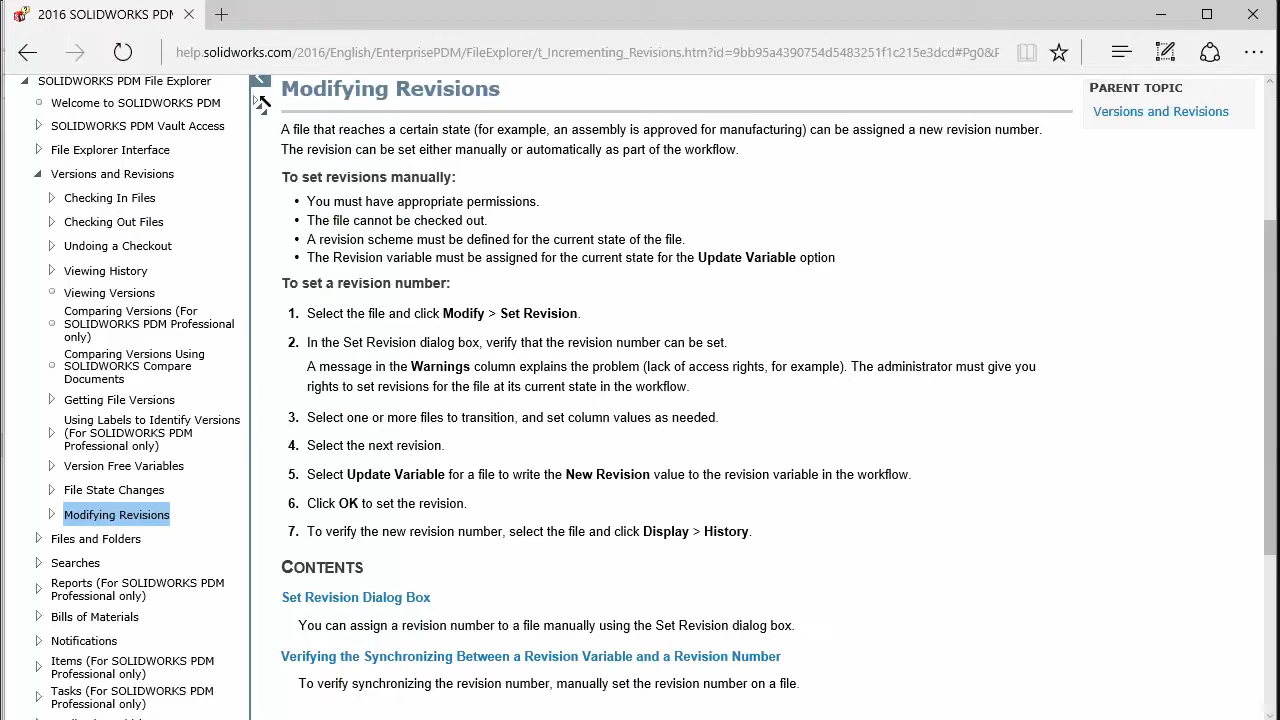 2016 SOLIDWORKS PDM
help.solidworks.com/2016/English/EnterprisePDM/FileExplorer/t_Incrementing_Revisions.htm?id=9bb95a4390754d5483251f1c215e3dcd#Pg0&F
SOLIDWORKS PDM File Explorer
Welcome to SOLIDWORKS PDM
SOLIDWORKS PDM Vault Access
File Explorer Interface
Versions and Revisions
Checking In Files
Checking Out Files
Undoing a Checkout
Viewing History
Viewing Versions
Comparing Versions (For
SOLIDWORKS PDM Professional
only)
Comparing Versions Using
SOLIDWORKS Compare
Documents
Getting File Versions
Using Labels to Identify Versions
(For SOLIDWORKS PDM
Professional only)
Version Free Variables
File State Changes
Modifying Revisions
Files and Folders
Searches
Reports (For SOLIDWORKS PDM
Professional only)
Bills of Materials
Notifications
Items (For SOLIDWORKS PDM
Professional only)
Tasks (For SOLIDWORKS PDM
Professional only)
Modifying Revisions
A file that reaches a certain state (for example, an assembly is approved for manufacturing) can be assigned a new revision number.
The revision can be set either manually or automatically as part of the workflow.
To set revisions manually:
• You must have appropriate permissions.
• The file cannot be checked out.
• A revision scheme must be defined for the current state of the file.
• The Revision variable must be assigned for the current state for the Update Variable option
To set a revision number:
1. Select the file and click Modify > Set Revision.
2. In the Set Revision dialog box, verify that the revision number can be set.
A message in the Warnings column explains the problem (lack of access rights, for example). The administrator must give you
rights to set revisions for the file at its current state in the workflow.
3. Select one or more files to transition, and set column values as needed.
4. Select the next revision.
5. Select Update Variable for a file to write the New Revision value to the revision variable in the workflow.
6. Click OK to set the revision.
7. To verify the new revision number, select the file and click Display > History.
CONTENTS
Set Revision Dialog Box
You can assign a revision number to a file manually using the Set Revision dialog box.
Verifying the Synchronizing Between a Revision Variable and a Revision Number
To verify synchronizing the revision number, manually set the revision number on a file.
PARENT TOPIC
Versions and Revisions